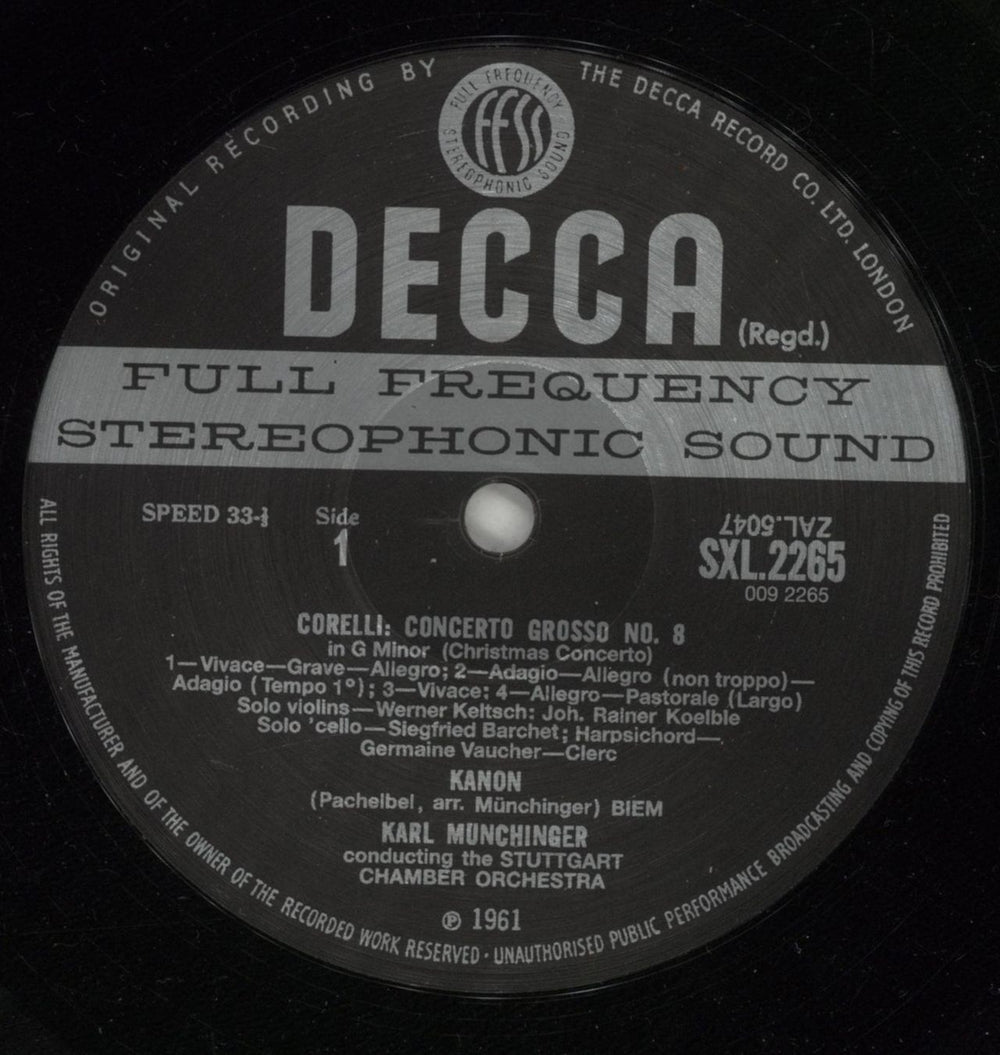 ORIGINAL RECORDING BY THE DECCA RECORD CO. LTD. LONDON
FULL FREQUENCY STEREOPHONIC SOUND
FFSS
DECCA
(Regd.)
FULL FREQUENCY
STEREOPHONIC SOUND
SPEED 33-⅓
Side
1
ZAL.5047
SXL.2265
009 2265
CORELLI: CONCERTO GROSSO NO. 8
in G Minor (Christmas Concerto)
1—Vivace—Grave—Allegro; 2—Adagio—Allegro (non troppo)—
Adagio (Tempo 1°); 3—Vivace; 4—Allegro—Pastorale (Largo)
Solo violins—Werner Keltsch: Joh. Rainer Koelble
Solo 'cello—Siegfried Barchet; Harpsichord—
Germaine Vaucher—Clerc
KANON
(Pachelbel, arr. Münchinger) BIEM
KARL MUNCHINGER
conducting the STUTTGART
CHAMBER ORCHESTRA
℗ 1961
ALL RIGHTS OF THE MANUFACTURER AND OF THE OWNER OF THE RECORDED WORK RESERVED · UNAUTHORISED PUBLIC PERFORMANCE BROADCASTING AND COPYING OF THIS RECORD PROHIBITED